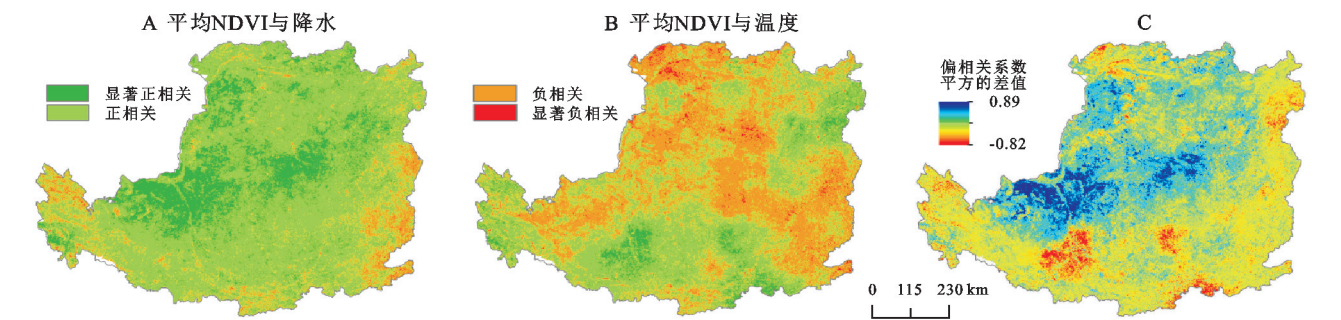 A 平均NDVI与降水
显著正相关
正相关
B 平均NDVI与温度
负相关
显著负相关
C
偏相关系数
平方的差值
0.89
-0.82
0 115 230 km